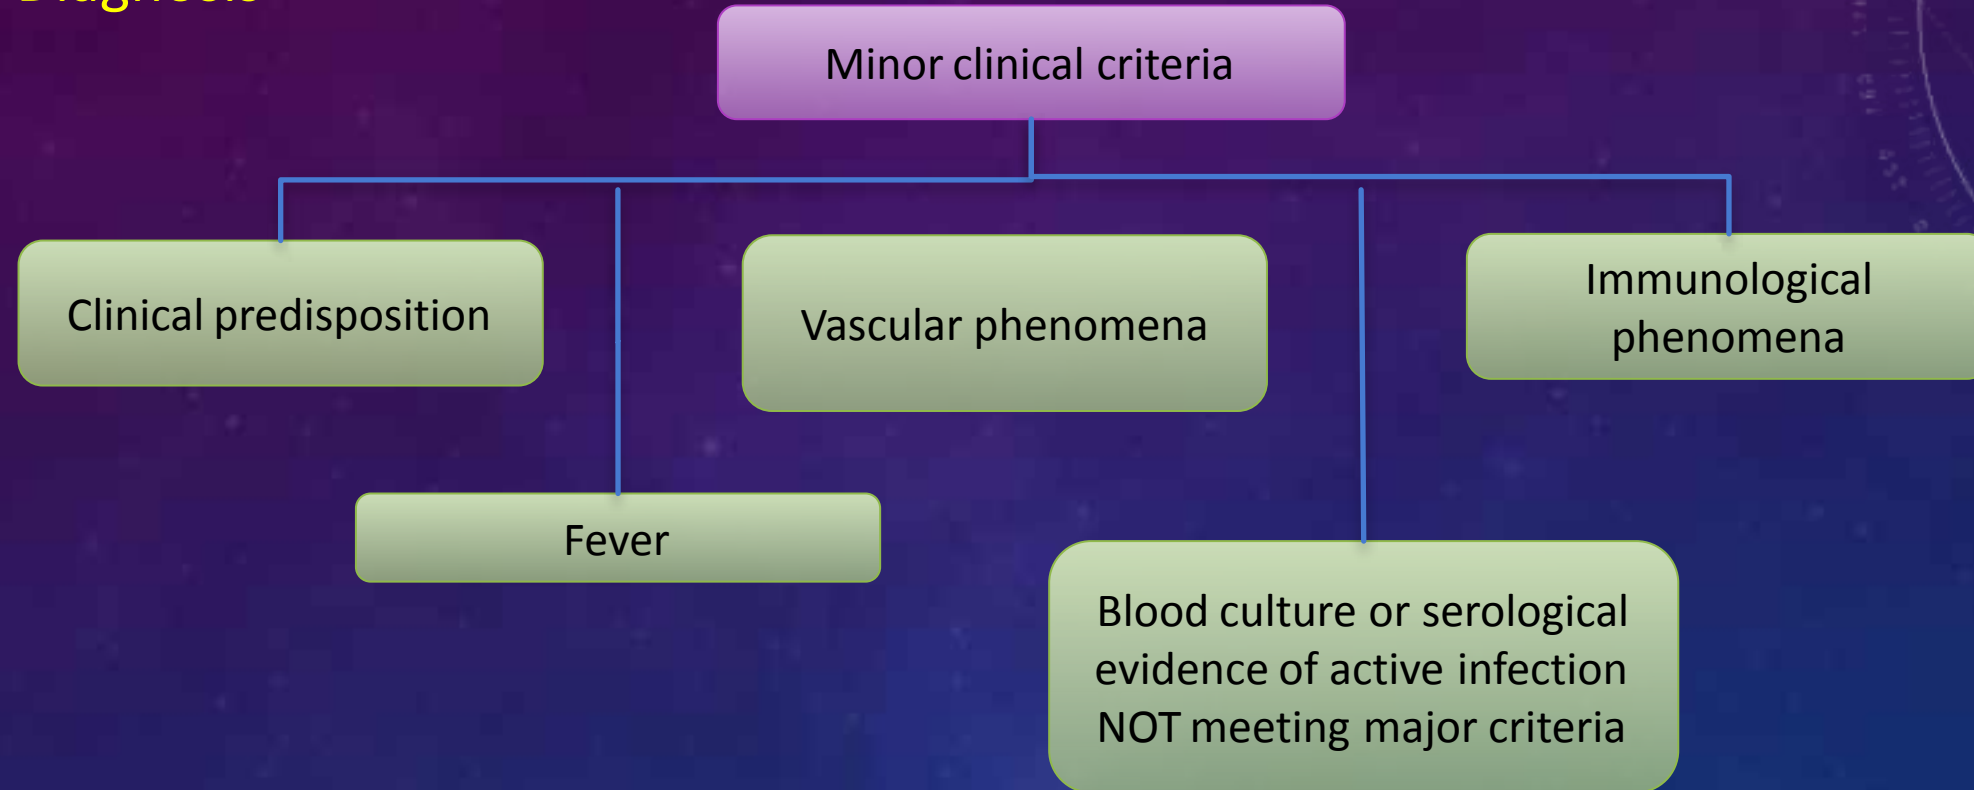 Diagnosis
Minor clinical criteria
Clinical predisposition
Vascular phenomena
Immunological
phenomena
Fever
Blood culture or serological
evidence of active infection
NOT meeting major criteria